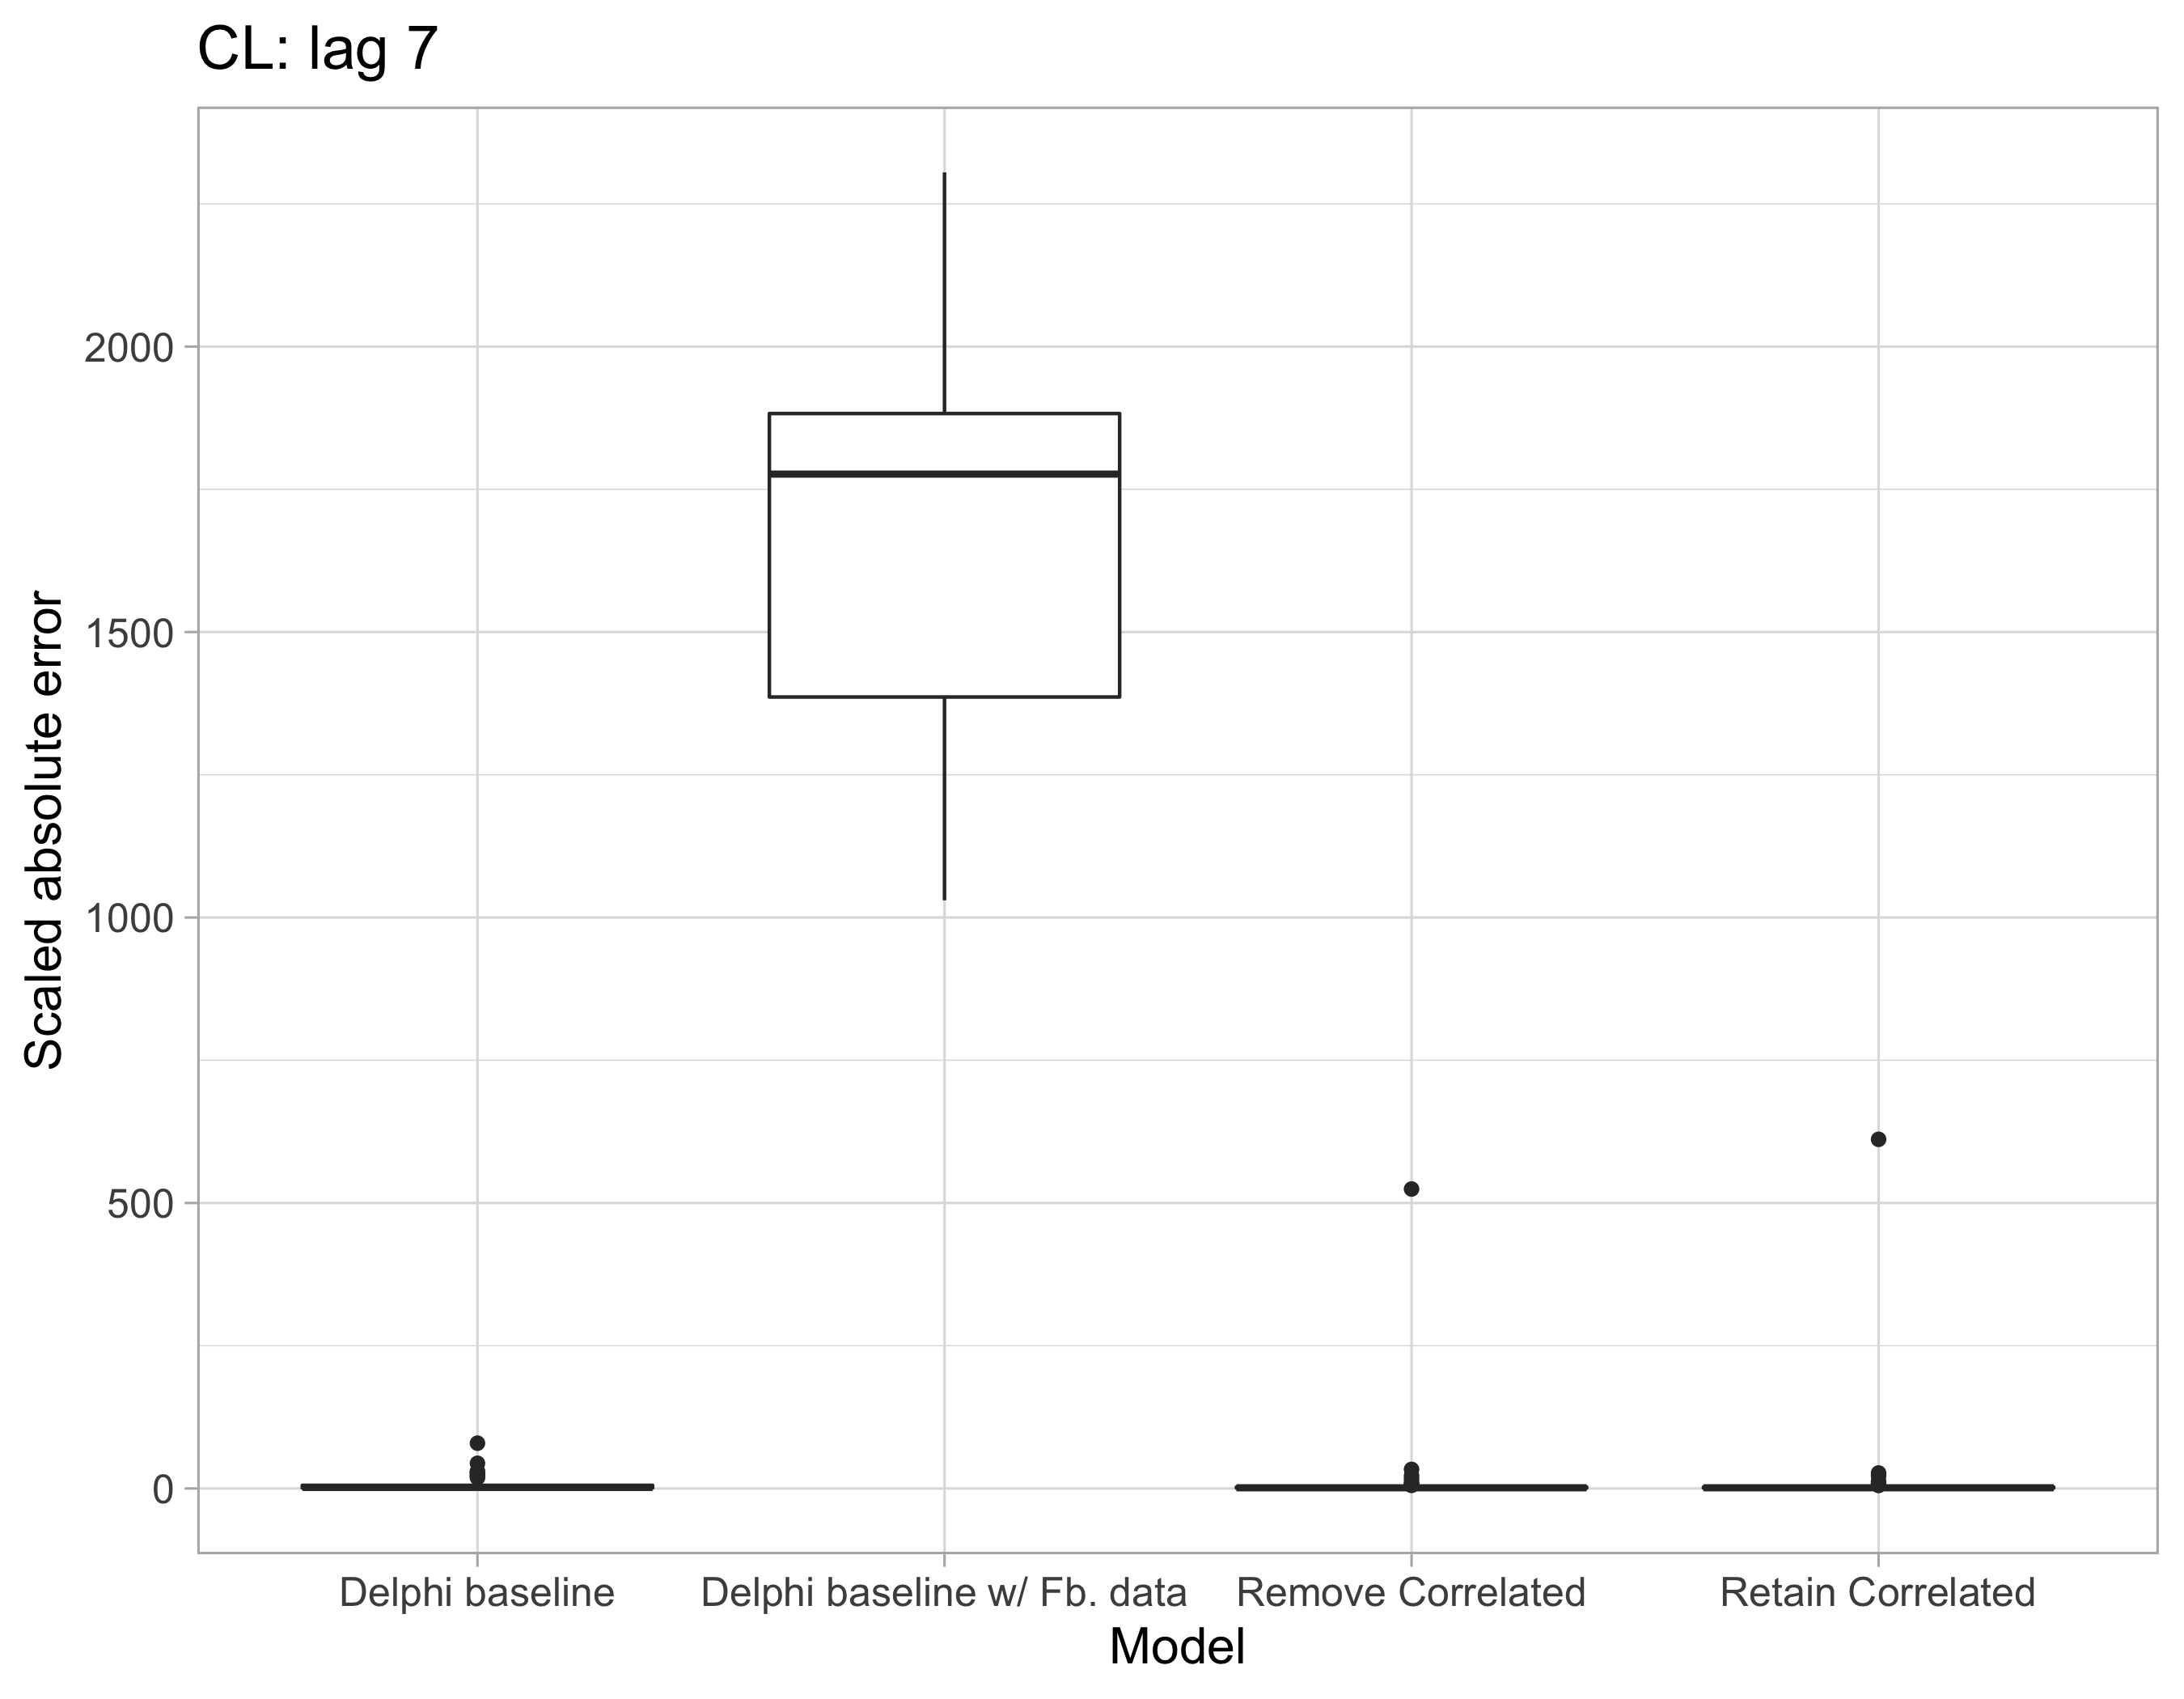 CL: lag 7
Scaled absolute error
2000
1500
1000
500
0
Delphi baseline Delphi baseline w/ Fb. data Remove Correlated Retain Correlated
Model